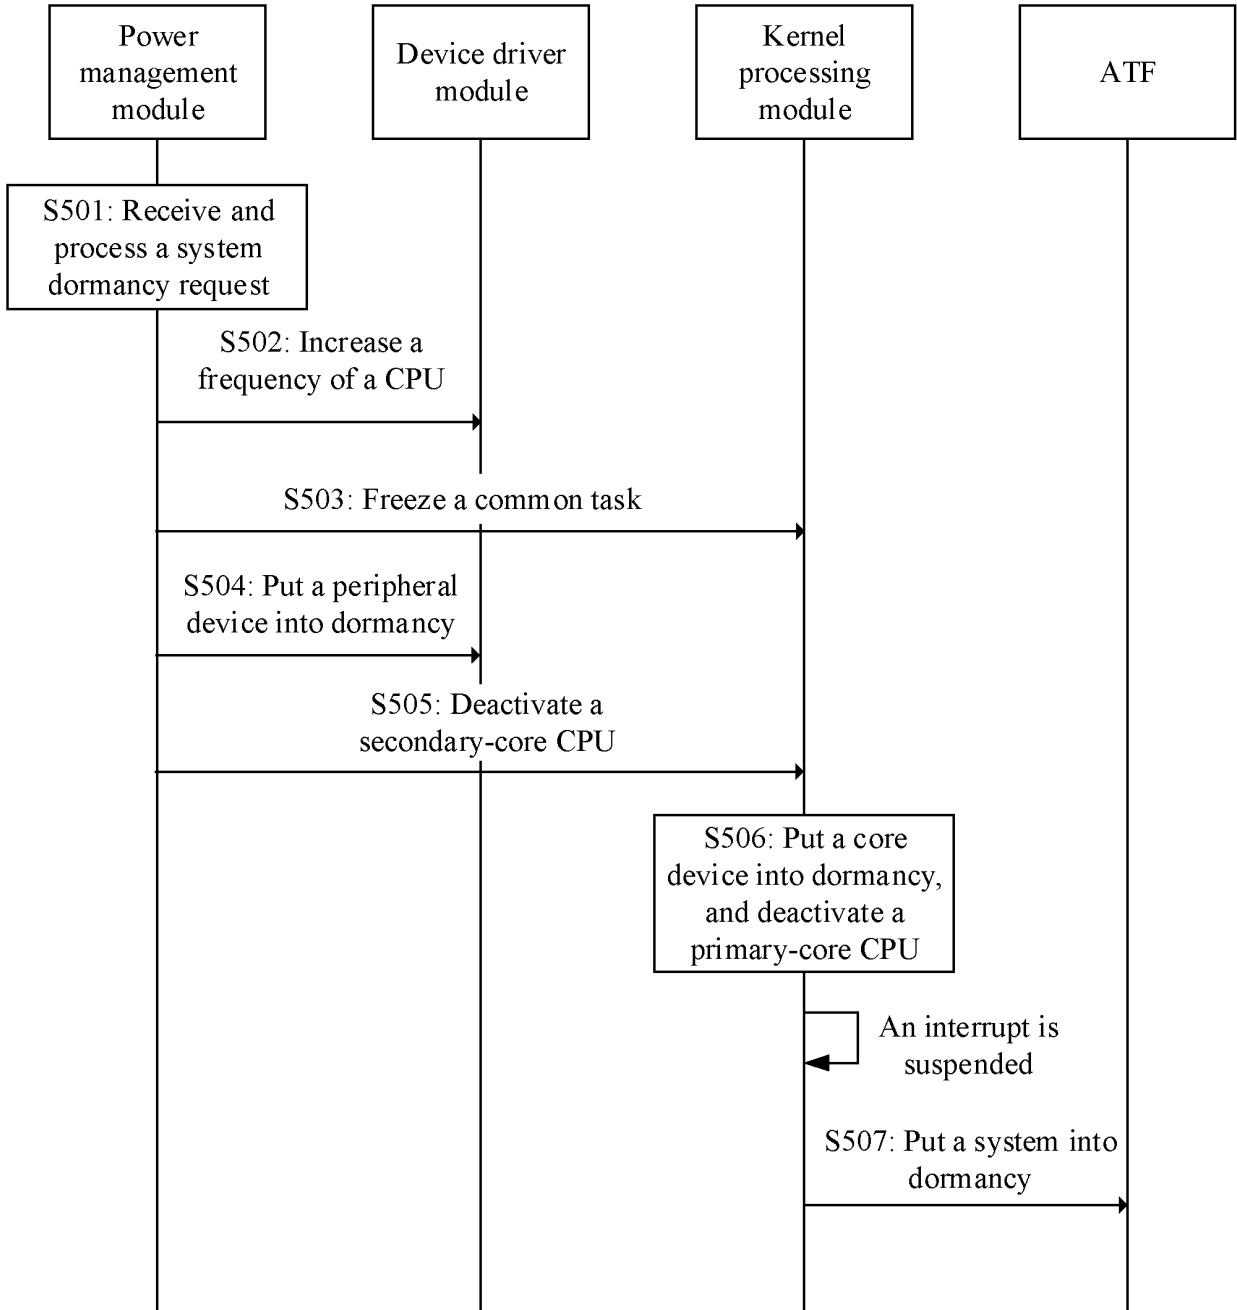 Power
management
module
Device driver
module
Kernel
processing
module
ATF
S501: Receive and
process a system
dormancy request
S502: Increase a
frequency of a CPU
S503: Freeze a common task
S504: Put a peripheral
device into dormancy
S505: Deactivate a
secondary-core CPU
S506: Put a core
device into dormancy,
and deactivate a
primary-core CPU
An interrupt is
suspended
S507: Put a system into
dormancy